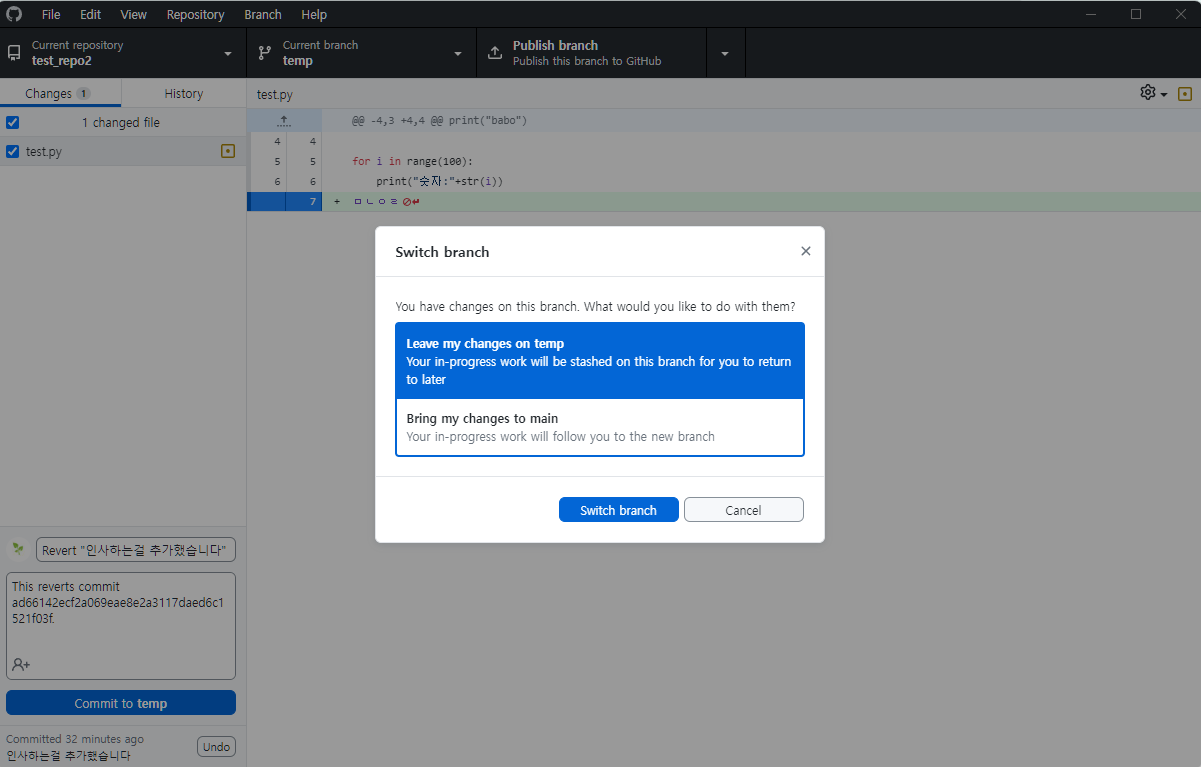 File Edit View Repository Branch Help
Current repository
test_repo2
Current branch
temp
Publish branch
Publish this branch to GitHub
Changes 1 History
test.py
1 changed file
test.py
@@ -4,3 +4,4 @@ print("babo")
4 4
5 5 for i in range(100):
6 6 print("숫자:"+str(i))
7 + ㅁㄴㅇㄹ
Switch branch
You have changes on this branch. What would you like to do with them?
Leave my changes on temp
Your in-progress work will be stashed on this branch for you to return
to later
Bring my changes to main
Your in-progress work will follow you to the new branch
Switch branch Cancel
Revert "인사하는걸 추가했습니다"
This reverts commit
ad66142ecf2a069eae8e2a3117daed6c1
521f03f.
Commit to temp
Committed 32 minutes ago
인사하는걸 추가했습니다
Undo